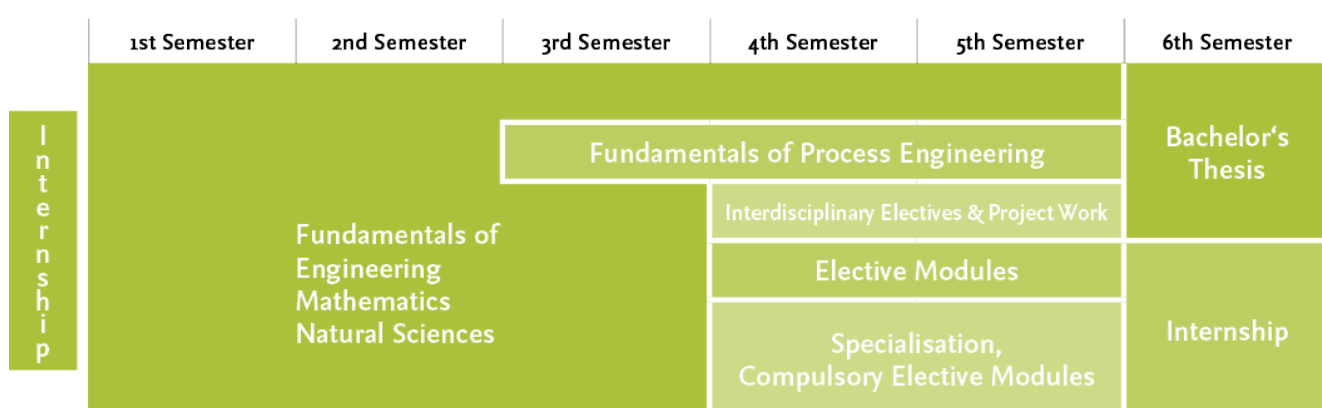 1st Semester 2nd Semester 3rd Semester 4th Semester 5th Semester 6th Semester
Internship
Fundamentals of
Engineering
Mathematics
Natural Sciences
Fundamentals of Process Engineering
Interdisciplinary Electives & Project Work
Elective Modules
Specialisation,
Compulsory Elective Modules
Bachelor‘s
Thesis
Internship